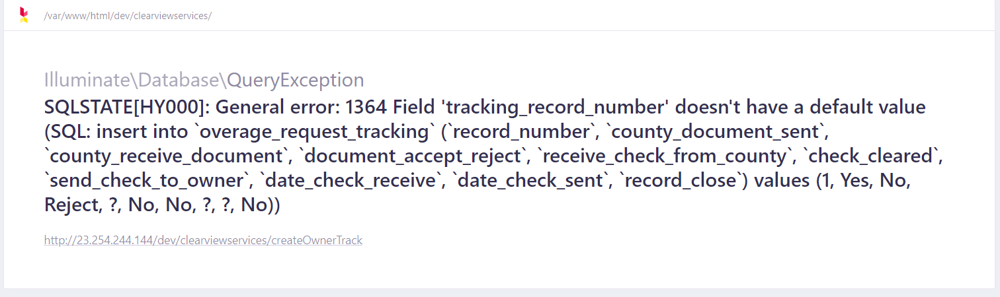 /var/www/html/dev/clearviewservices/
Illuminate\Database\QueryException
SQLSTATE[HY000]: General error: 1364 Field 'tracking_record_number' doesn't have a default value
(SQL: insert into `overage_request_tracking` (`record_number`, `county_document_sent`,
`county_receive_document`, `document_accept_reject`, `receive_check_from_county`, `check_cleared`,
`send_check_to_owner`, `date_check_receive`, `date_check_sent`, `record_close`) values (1, Yes, No,
Reject, ?, No, No, ?, ?, No))
http://23.254.244.144/dev/clearviewservices/createOwnerTrack